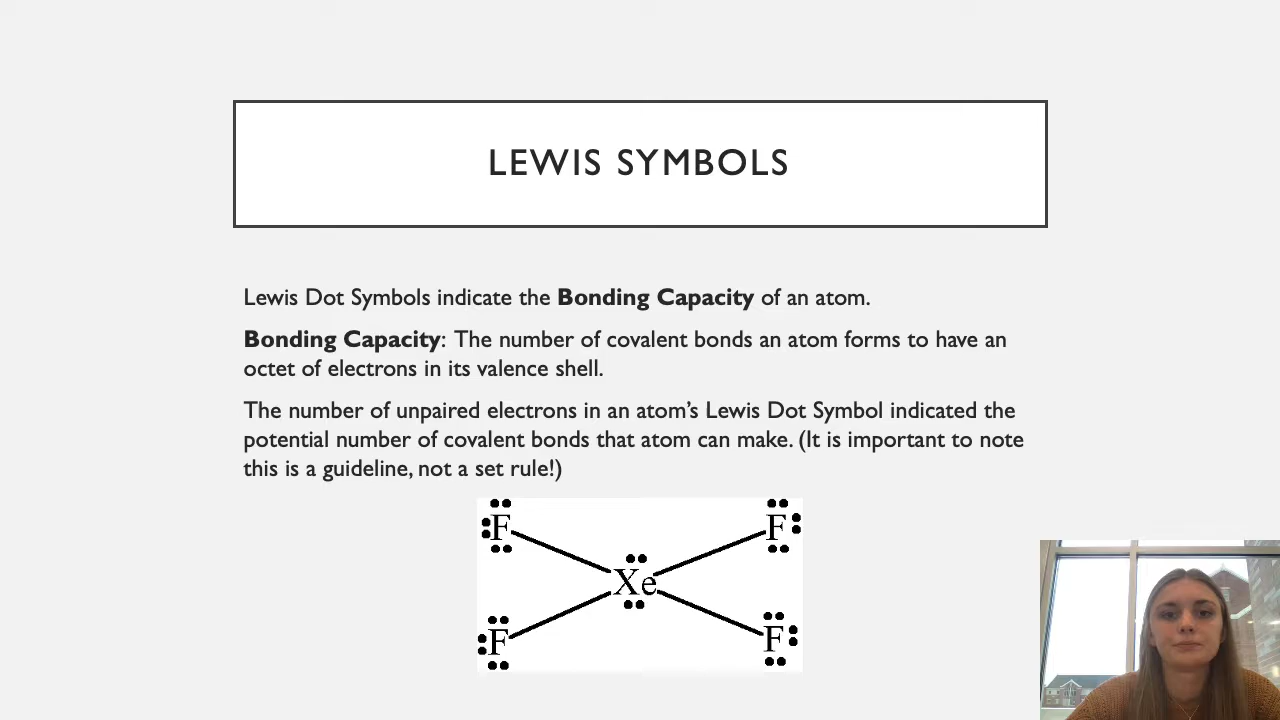 LEWIS SYMBOLS
Lewis Dot Symbols indicate the Bonding Capacity of an atom.
Bonding Capacity: The number of covalent bonds an atom forms to have an
octet of electrons in its valence shell.
The number of unpaired electrons in an atom’s Lewis Dot Symbol indicated the
potential number of covalent bonds that atom can make. (It is important to note
this is a guideline, not a set rule!)
F F
Xe
F F